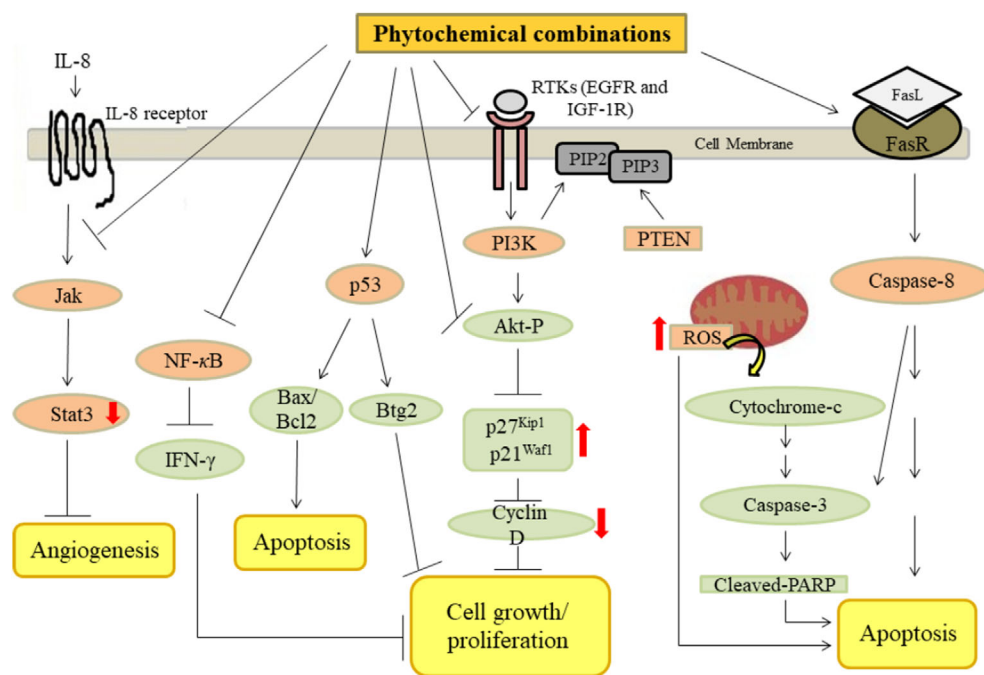 Phytochemical combinations
IL-8
IL-8 receptor
RTKs (EGFR and
IGF-1R)
FasL
FasR
Cell Membrane
PIP2
PIP3
PI3K
PTEN
Jak
p53
Caspase-8
Akt-P
ROS
NF-κB
Stat3
Bax/
Bcl2
Btg2
Cytochrome-c
p27Kip1
p21Waf1
IFN-γ
Caspase-3
Cyclin
D
Angiogenesis
Apoptosis
Cleaved-PARP
Cell growth/
proliferation
Apoptosis